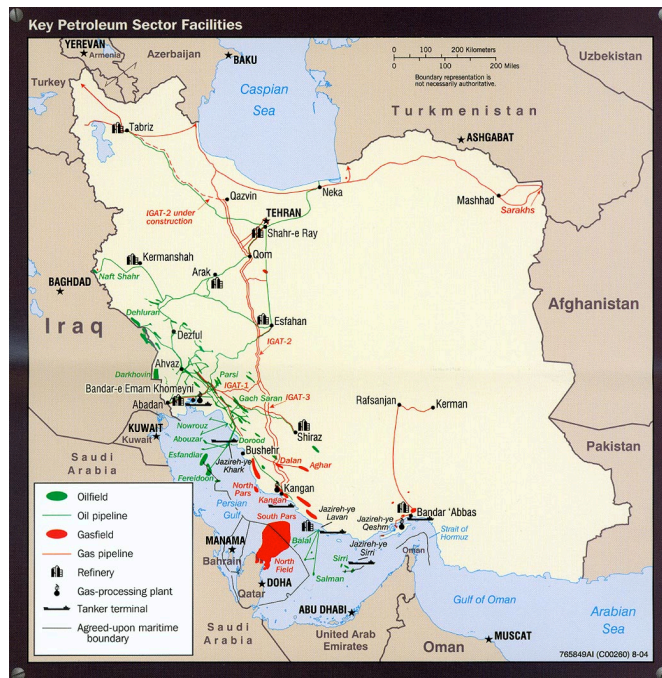 Key Petroleum Sector Facilities
YEREVAN
Armenia
Azerbaijan
BAKU
0 100 200 Kilometers
0 100 200 Miles
Boundary representation is
not necessarily authoritative.
Uzbekistan
Turkey
Caspian
Sea
Turkmenistan
ASHGABAT
Tabriz
Neka
Qazvin
Mashhad
Sarakhs
IGAT-2 under
construction
TEHRAN
Shahr-e Ray
Qom
Kermanshah
Naft Shahr
Arak
BAGHDAD
Iraq
Dehluran
Esfahan
Afghanistan
Dezful
IGAT-2
Ahvaz
Darkhovin
Parsi
Bandar-e Emam Khomeyni
IGAT-1
Gach Saran
IGAT-3
Abadan
Rafsanjan
Kerman
KUWAIT
Kuwait
Nowrouz
Abouzar
Dorood
Shiraz
Pakistan
Saudi
Arabia
Esfandiar
Jazireh-ye
Khark
Bushehr
Dalan
Aghar
Fereidoon
North
Pars
Kangan
Kangan
Persian
Gulf
South Pars
Jazireh-ye
Lavan
Jazireh-ye
Qeshm
Bandar 'Abbas
Strait of
Hormuz
MANAMA
Bahrain
North
Field
Balal
Sirri
Jazireh-ye
Sirri
Oman
Salman
DOHA
Qatar
ABU DHABI
Gulf of Oman
Arabian
Sea
Saudi
Arabia
United Arab
Emirates
Oman
MUSCAT
765849AI (C00260) 8-04
Oilfield
Oil pipeline
Gasfield
Gas pipeline
Refinery
Gas-processing plant
Tanker terminal
Agreed-upon maritime
boundary